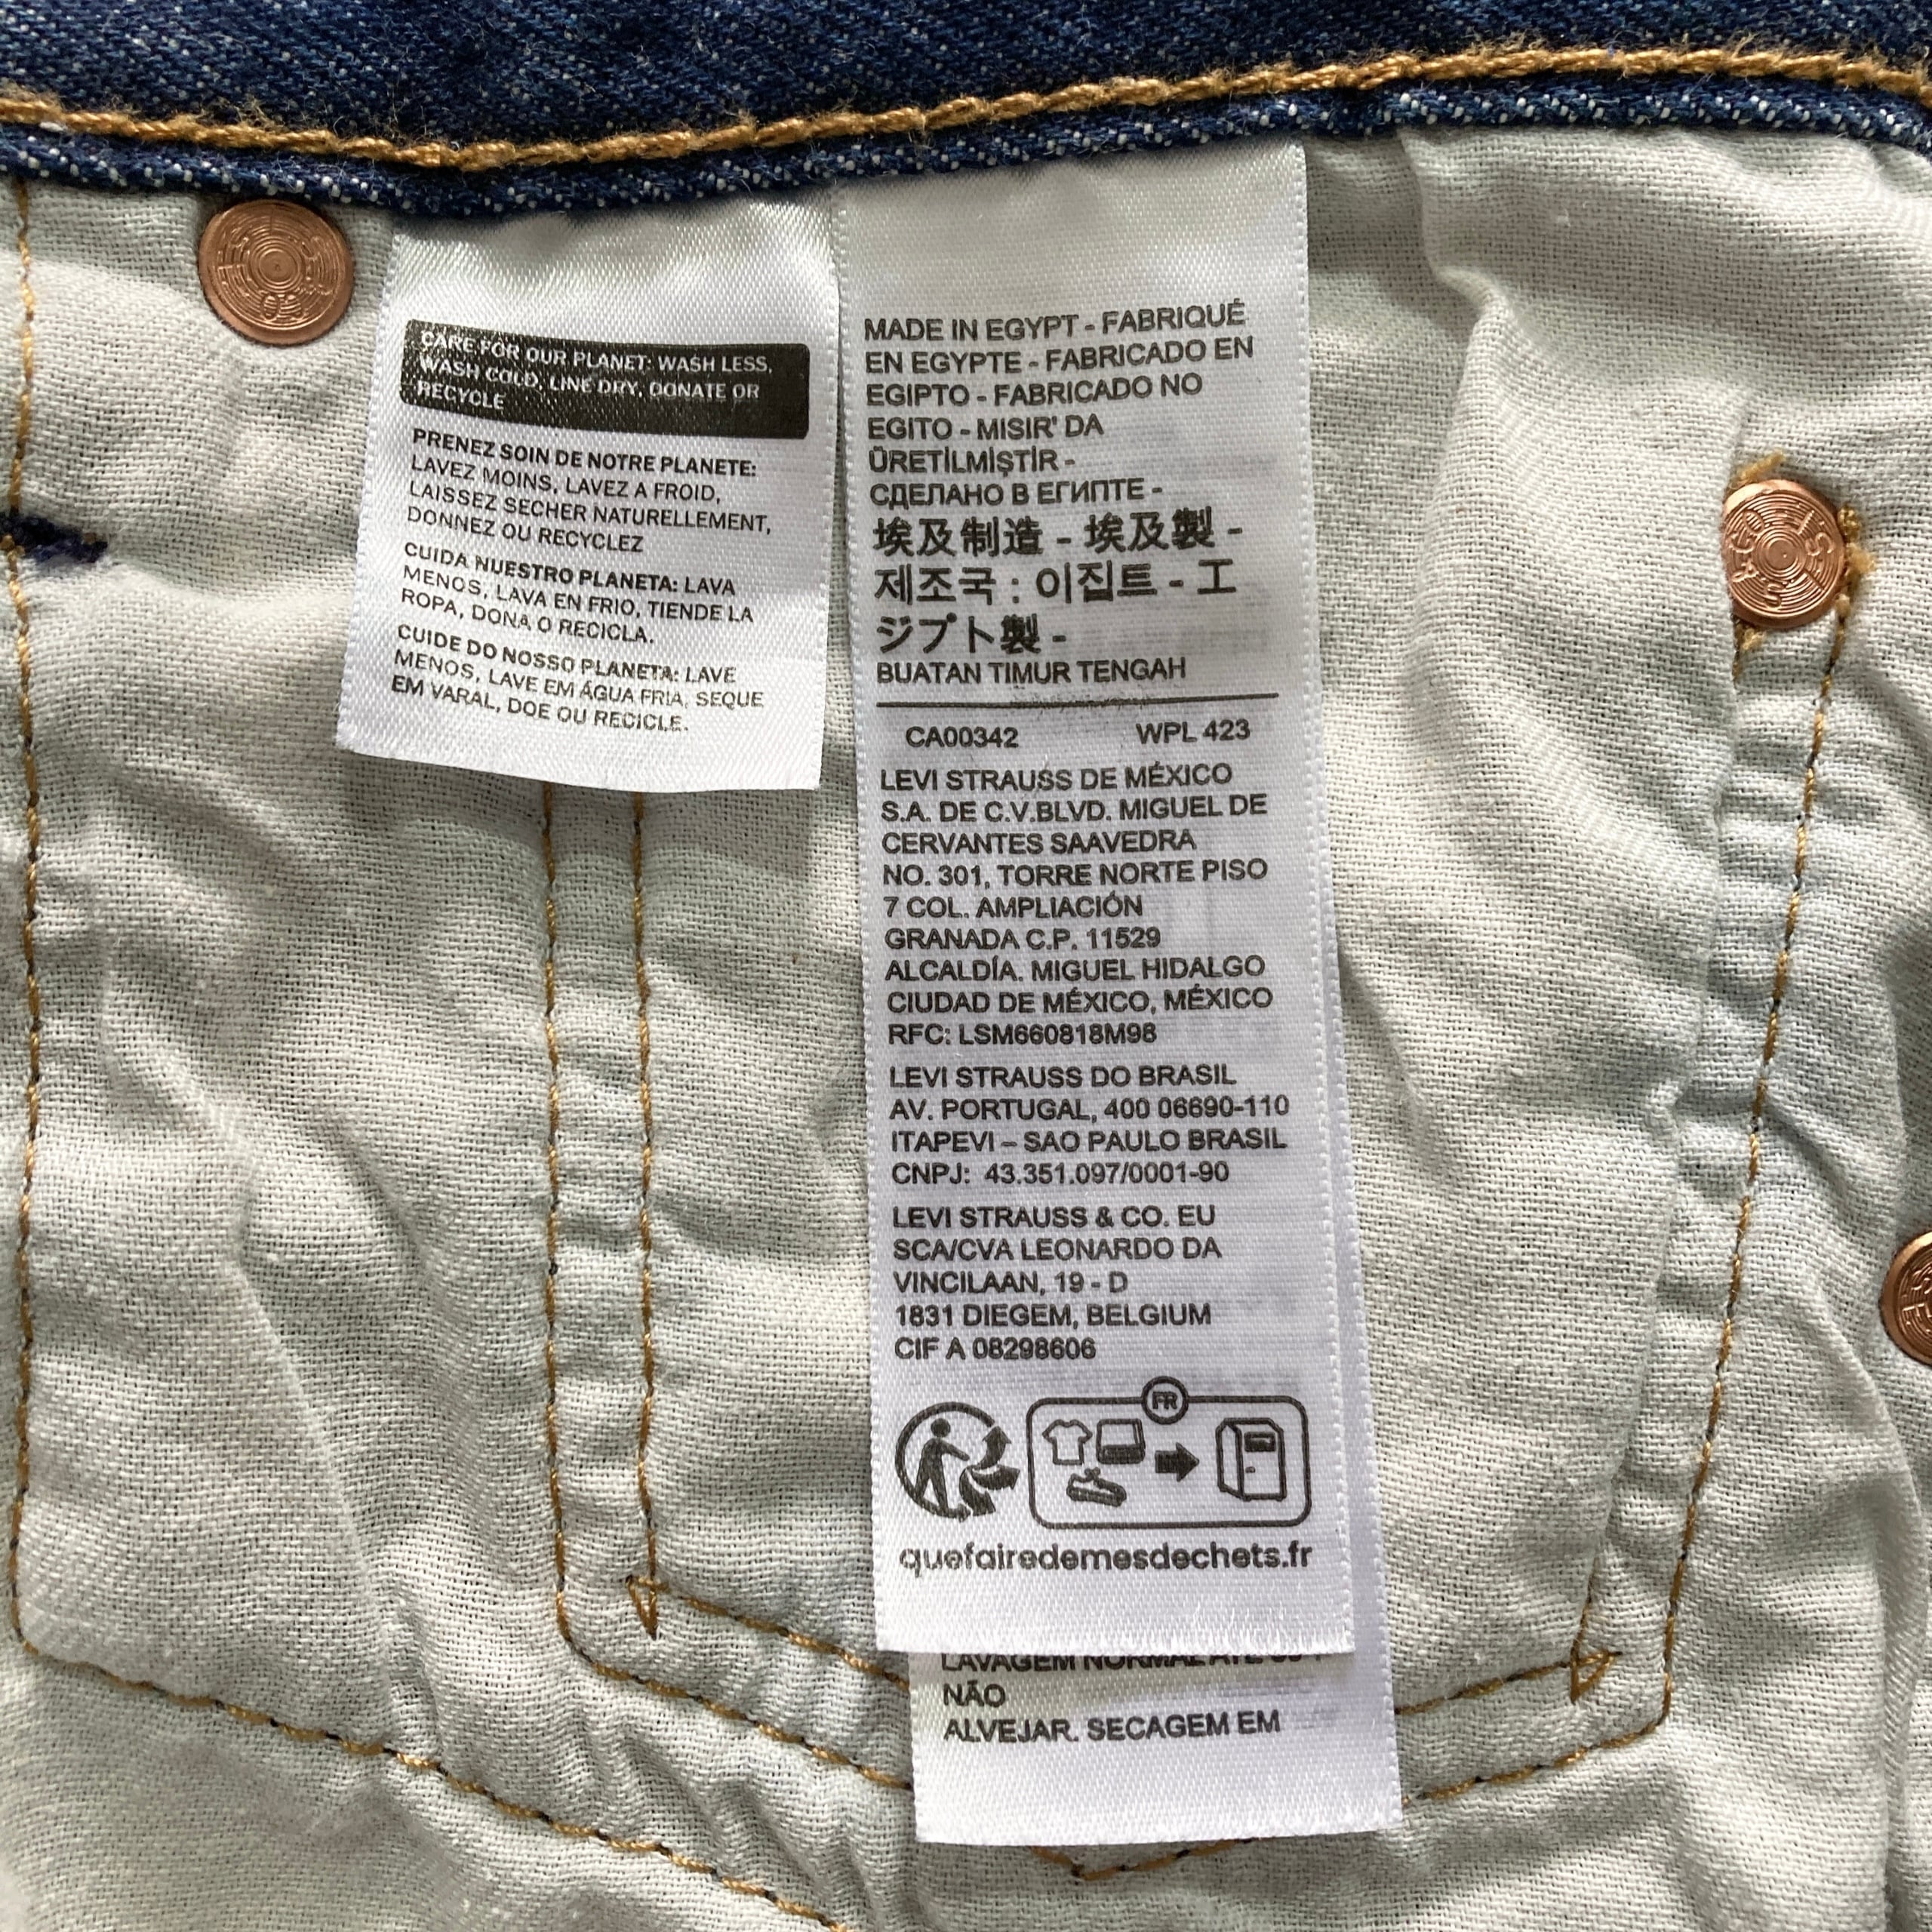 CARE FOR OUR PLANET: WASH LESS,
WASH COLD, LINE DRY, DONATE OR
RECYCLE
PRENEZ SOIN DE NOTRE PLANETE:
LAVEZ MOINS, LAVEZ A FROID,
LAISSEZ SECHER NATURELLEMENT,
DONNEZ OU RECYCLEZ
CUIDA NUESTRO PLANETA: LAVA
MENOS, LAVA EN FRIO, TIENDE LA
ROPA, DONA O RECICLA.
CUIDE DO NOSSO PLANETA: LAVE
MENOS, LAVE EM ÁGUA FRIA, SEQUE
EM VARAL, DOE OU RECICLE.
MADE IN EGYPT - FABRIQUÉ
EN EGYPTE - FABRICADO EN
EGIPTO - FABRICADO NO
EGITO - MISIR' DA
ÜRETİLMİŞTİR -
СДЕЛАНО В ЕГИПТЕ -
埃及制造 - 埃及製 -
제조국 : 이집트 - エ
ジプト製 -
BUATAN TIMUR TENGAH
CA00342 WPL 423
LEVI STRAUSS DE MÉXICO
S.A. DE C.V.BLVD. MIGUEL DE
CERVANTES SAAVEDRA
NO. 301, TORRE NORTE PISO
7 COL. AMPLIACIÓN
GRANADA C.P. 11529
ALCALDÍA. MIGUEL HIDALGO
CIUDAD DE MÉXICO, MÉXICO
RFC: LSM660818M98
LEVI STRAUSS DO BRASIL
AV. PORTUGAL, 400 06690-110
ITAPEVI – SAO PAULO BRASIL
CNPJ: 43.351.097/0001-90
LEVI STRAUSS & CO. EU
SCA/CVA LEONARDO DA
VINCILAAN, 19 - D
1831 DIEGEM, BELGIUM
CIF A 08298606
FR
quefairedemesdechets.fr
LAVAGEM NORMAL ATÉ
NÃO
ALVEJAR. SECAGEM EM